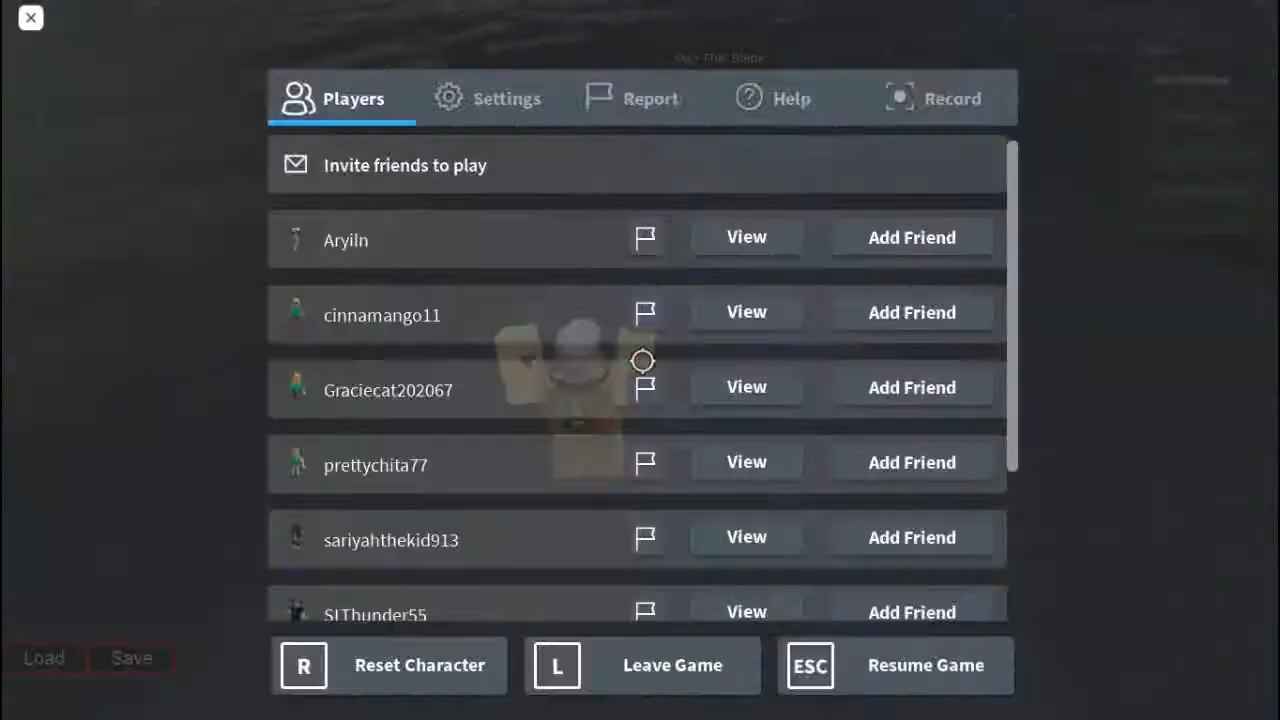 Players Settings Report Help Record
Invite friends to play
Aryiln View Add Friend
cinnamango11 View Add Friend
Graciecat202067 View Add Friend
prettychita77 View Add Friend
sariyahthekid913 View Add Friend
SIThunder55 View Add Friend
Load Save
R Reset Character L Leave Game ESC Resume Game